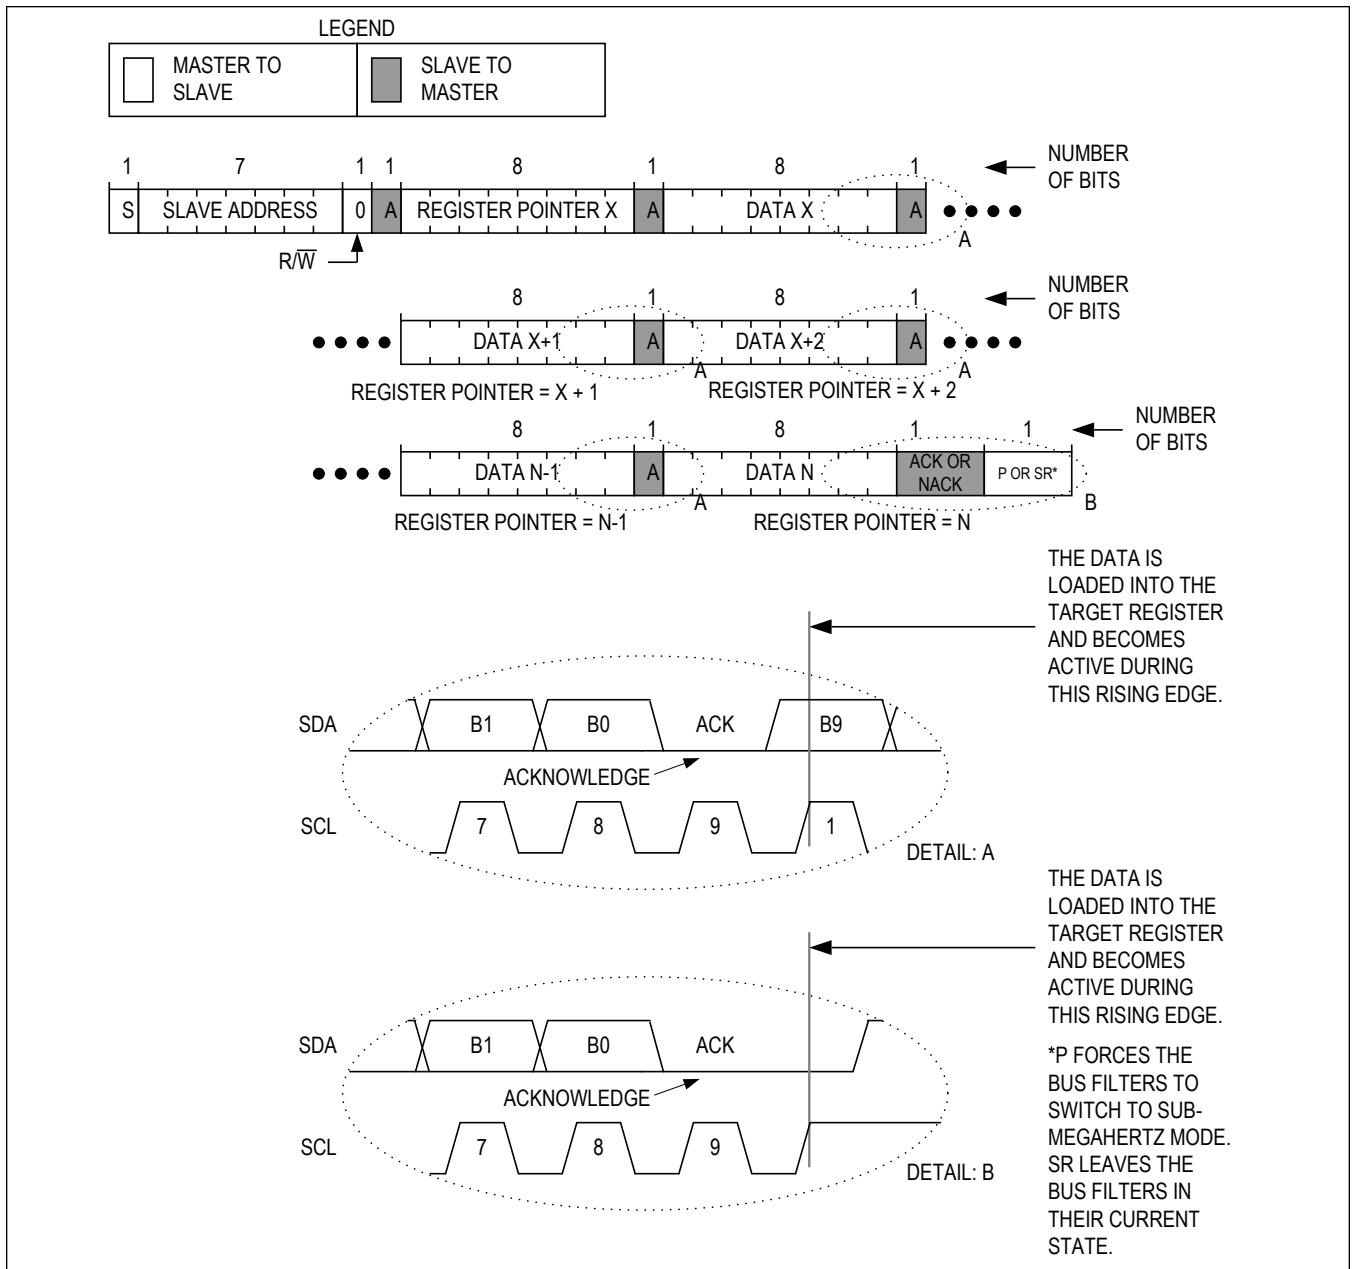 LEGEND
MASTER TO
SLAVE
SLAVE TO
MASTER
1 7 1 1 8 1 8 1
NUMBER
OF BITS
S SLAVE ADDRESS 0 A REGISTER POINTER X A DATA X A
A
R/W̅
8 1 8 1
NUMBER
OF BITS
DATA X+1 A DATA X+2 A
A A
REGISTER POINTER = X + 1 REGISTER POINTER = X + 2
8 1 8 1 1
NUMBER
OF BITS
DATA N-1 A DATA N ACK OR
NACK P OR SR*
A B
REGISTER POINTER = N-1 REGISTER POINTER = N
THE DATA IS
LOADED INTO THE
TARGET REGISTER
AND BECOMES
ACTIVE DURING
THIS RISING EDGE.
SDA B1 B0 ACK B9
ACKNOWLEDGE
SCL 7 8 9 1
DETAIL: A
THE DATA IS
LOADED INTO THE
TARGET REGISTER
AND BECOMES
ACTIVE DURING
THIS RISING EDGE.
SDA B1 B0 ACK
ACKNOWLEDGE
SCL 7 8 9
DETAIL: B
*P FORCES THE
BUS FILTERS TO
SWITCH TO SUB-
MEGAHERTZ MODE.
SR LEAVES THE
BUS FILTERS IN
THEIR CURRENT
STATE.